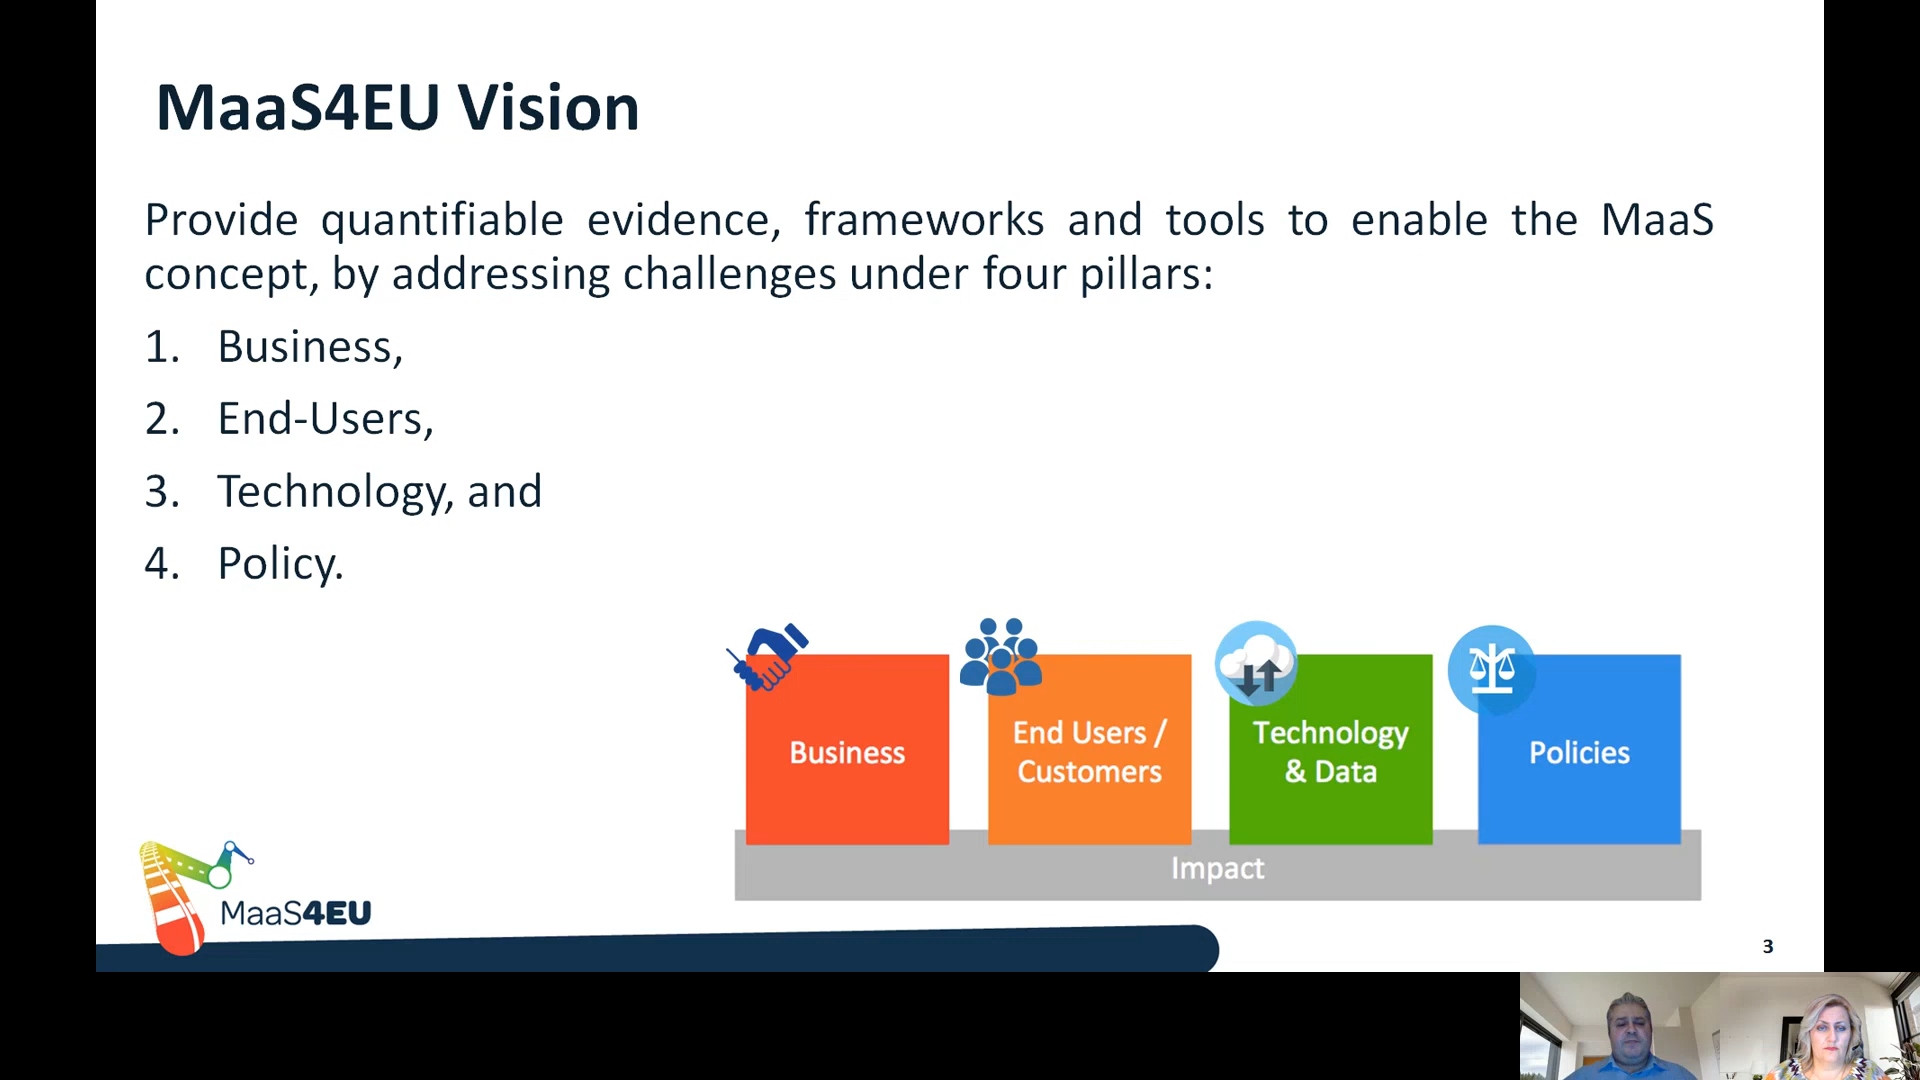 MaaS4EU Vision
Provide quantifiable evidence, frameworks and tools to enable the MaaS
concept, by addressing challenges under four pillars:
1. Business,
2. End-Users,
3. Technology, and
4. Policy.
Business
End Users /
Customers
Technology
& Data
Policies
Impact
MaaS4EU
3